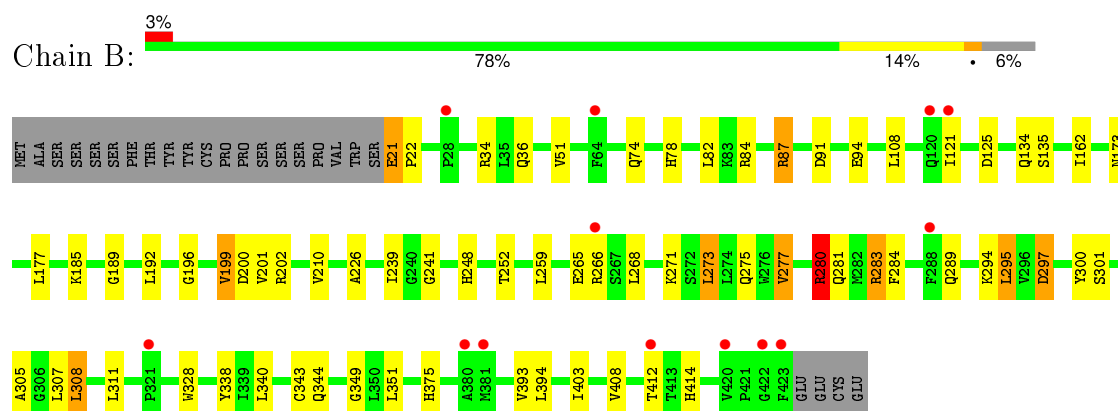 3%
Chain B:
78% 14% • 6%
MET ALA SER SER SER SER PHE THR TYR TYR CYS PRO PRO SER SER SER PRO VAL TRP SER E21 P22 P28 R34 L35 Q36 V51 F64 Q74 H78 L82 K83 R84 R87 D91 E94 L108 Q120 I121 D125 Q134 S135 I162 N173
L177 K185 G189 L192 G196 V199 D200 V201 R202 V210 A226 I239 G240 G241 H248 T252 L259 E265 R266 S267 L268 K271 S272 L273 L274 Q275 W276 V277 R280 Q281 M282 R283 F284 F288 Q289 K294 L295 V296 D297 Y300 S301
A305 G306 L307 L308 L311 P321 W328 Y338 I339 L340 C343 Q344 G349 L350 L351 H375 A380 M381 V393 L394 I403 V408 T412 T413 H414 V420 P421 G422 F423 GLU GLU CYS GLU